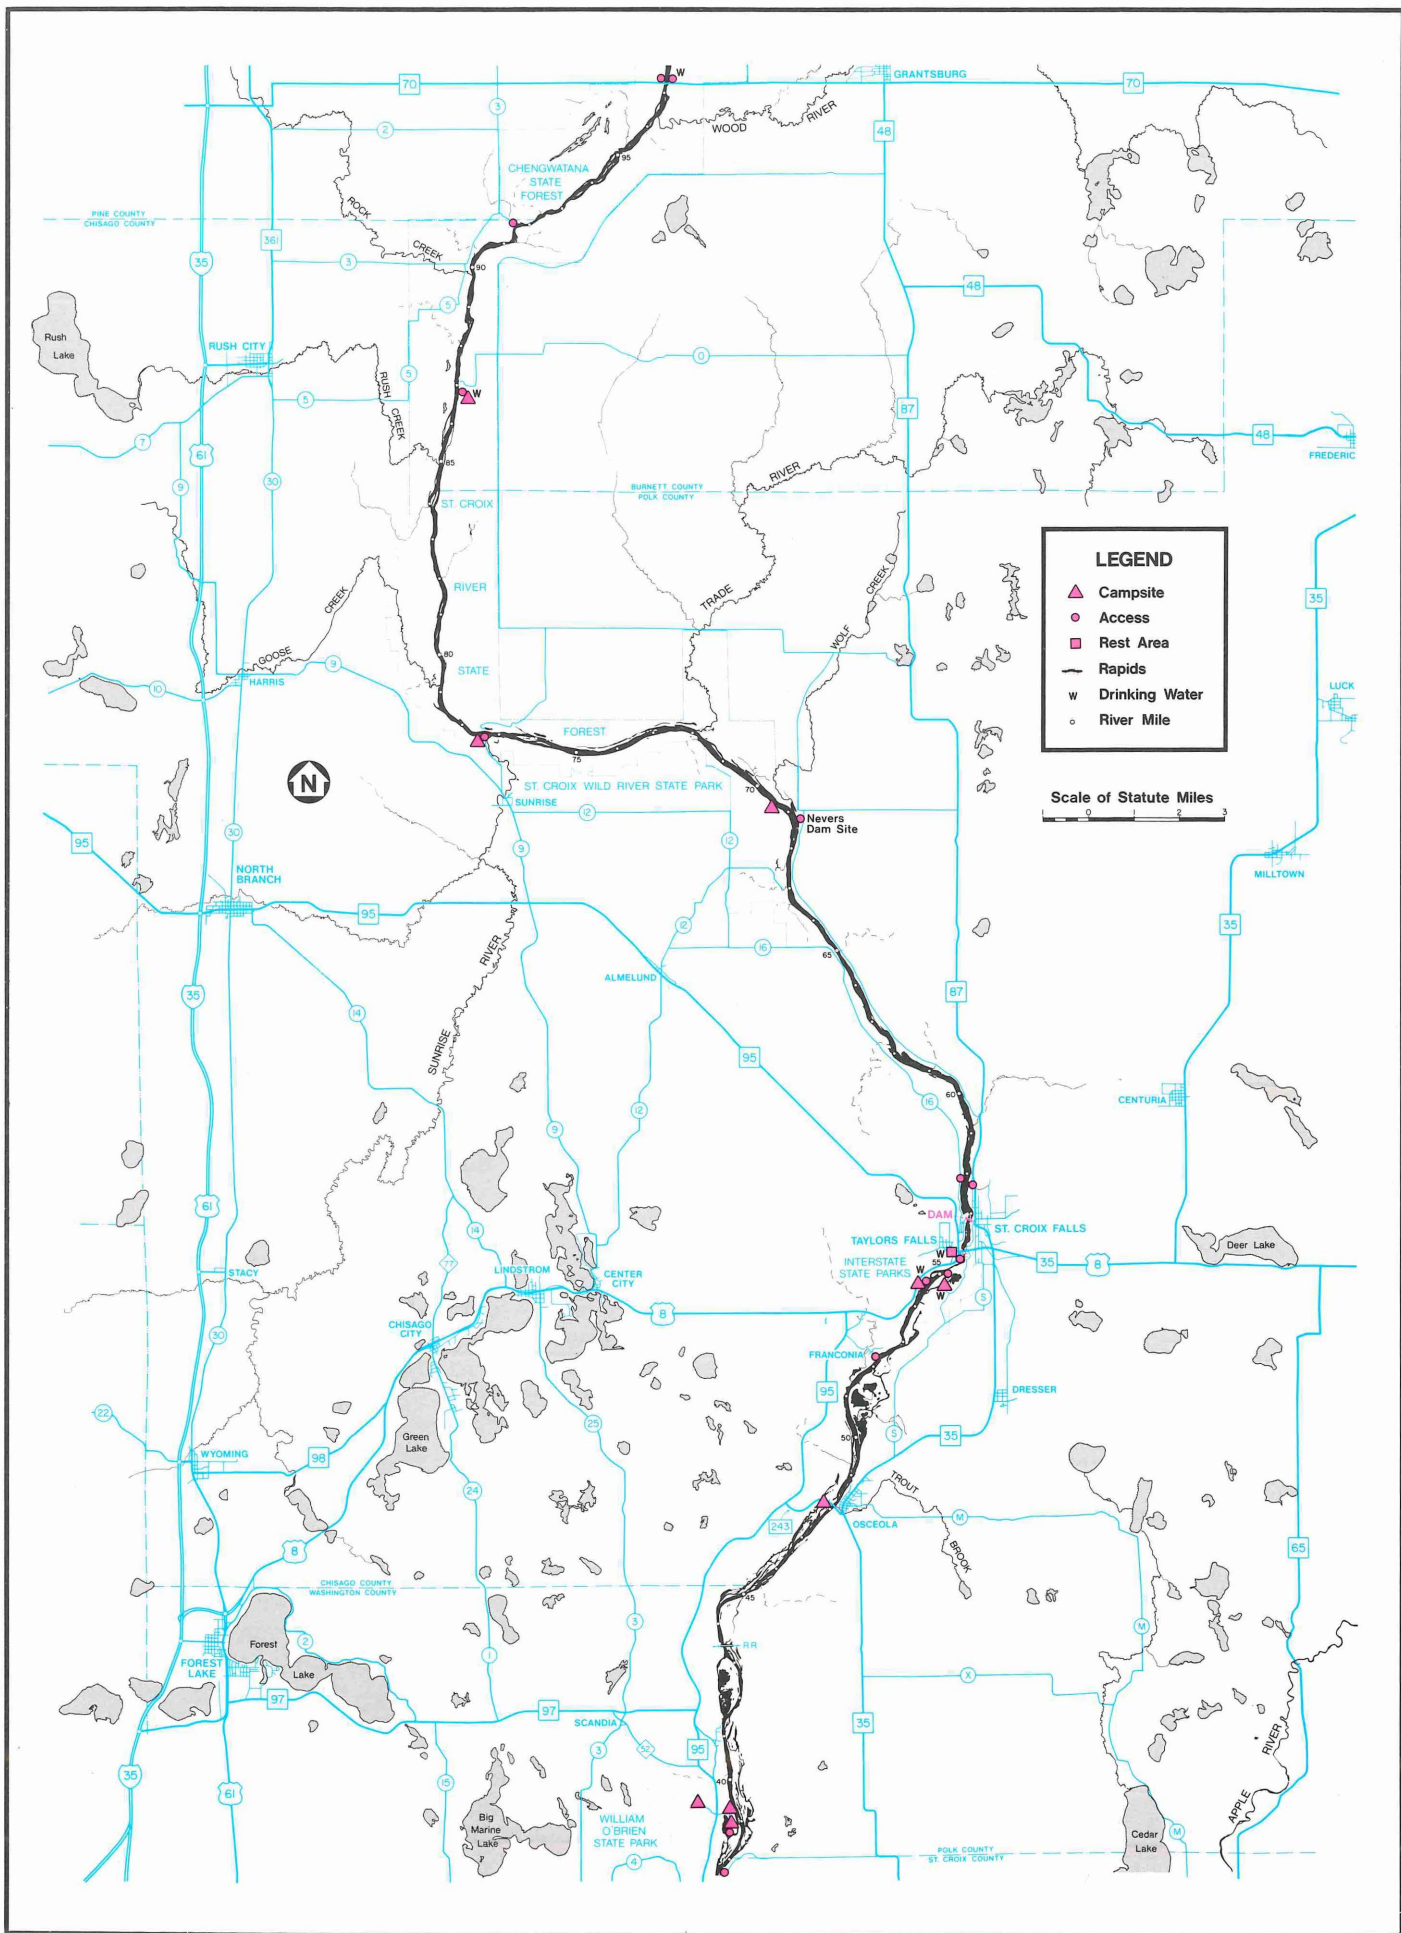 W
GRANTSBURG
70
70
WOOD
RIVER
3
48
2
95
CHENGWATANA
STATE
FOREST
ROCK
CREEK
PINE COUNTY
CHISAGO COUNTY
361
35
3
90
5
48
Rush
Lake
RUSH CITY
O
5
RUSH
CREEK
W
5
87
7
61
48
FREDERIC
85
9
30
RIVER
BURNETT COUNTY
POLK COUNTY
ST. CROIX
RIVER
STATE
FOREST
LEGEND
Campsite
Access
Rest Area
Rapids
W Drinking Water
River Mile
CREEK
GOOSE
TRADE
WOLF
CREEK
35
80
9
HARRIS
10
LUCK
N
75
70
ST. CROIX WILD RIVER STATE PARK
SUNRISE
12
Nevers
Dam Site
Scale of Statute Miles
1 0 1 2 3
95
30
9
12
MILLTOWN
NORTH
BRANCH
95
12
35
16
65
ALMELUND
RIVER
SUNRISE
35
87
14
95
60
16
CENTURIA
12
9
61
DAM
ST. CROIX FALLS
TAYLORS FALLS
W
55
35
8
Deer Lake
INTERSTATE
STATE PARKS
W
W
14
77
STACY
LINDSTROM
CENTER
CITY
8
S
30
CHISAGO
CITY
FRANCONIA
95
DRESSER
22
25
S
35
50
Green
Lake
WYOMING
98
24
TROUT
BROOK
243
OSCEOLA
M
8
65
CHISAGO COUNTY
WASHINGTON COUNTY
45
3
M
R.R.
2
Forest
Lake
FOREST
LAKE
1
X
97
97
SCANDIA
35
3
52
95
RIVER
APPLE
35
61
15
40
Big
Marine
Lake
WILLIAM
O'BRIEN
STATE PARK
4
Cedar
Lake
M
POLK COUNTY
ST. CROIX COUNTY